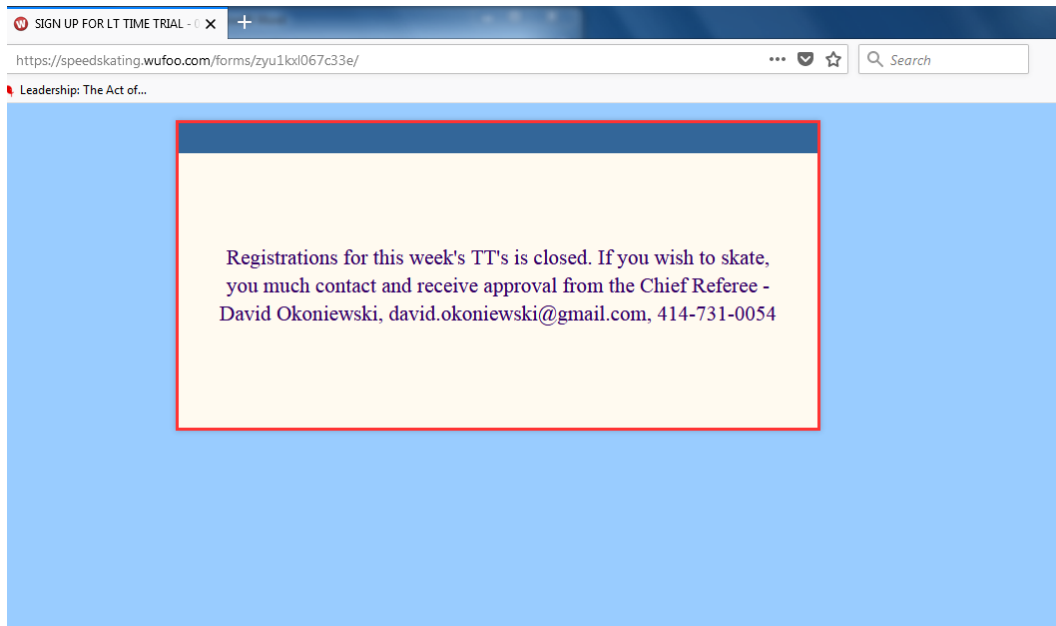 SIGN UP FOR LT TIME TRIAL -
https://speedskating.wufoo.com/forms/zyu1kxl067c33e/
Search
Leadership: The Act of...
Registrations for this week's TT's is closed. If you wish to skate,
you much contact and receive approval from the Chief Referee -
David Okoniewski, david.okoniewski@gmail.com, 414-731-0054